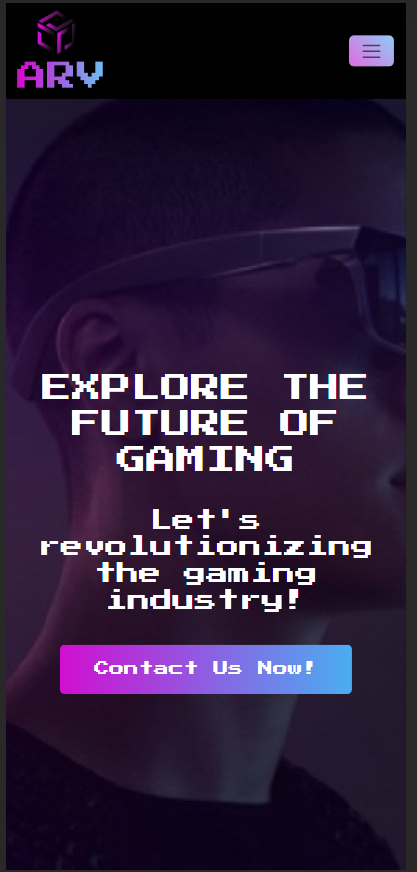 ARV
EXPLORE THE
FUTURE OF
GAMING
Let's
revolutionizing
the gaming
industry!
Contact Us Now!